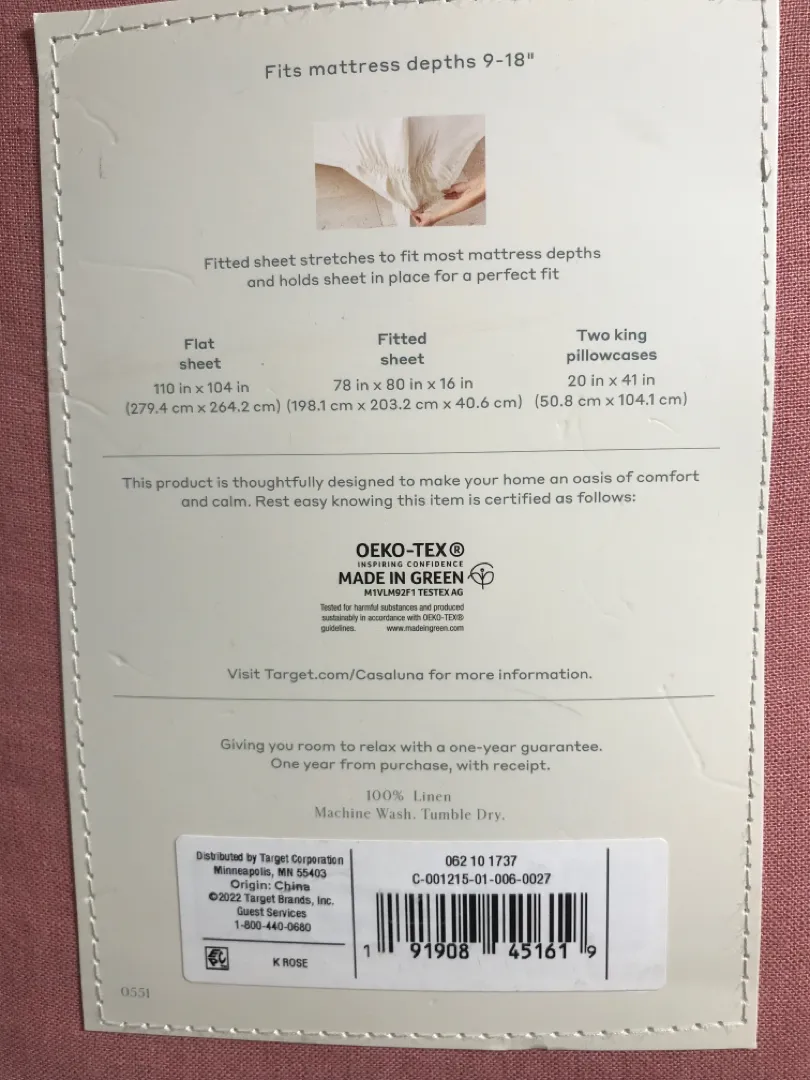 Fits mattress depths 9-18"
Fitted sheet stretches to fit most mattress depths
and holds sheet in place for a perfect fit
Flat
sheet
110 in x 104 in
(279.4 cm x 264.2 cm)
Fitted
sheet
78 in x 80 in x 16 in
(198.1 cm x 203.2 cm x 40.6 cm)
Two king
pillowcases
20 in x 41 in
(50.8 cm x 104.1 cm)
This product is thoughtfully designed to make your home an oasis of comfort
and calm. Rest easy knowing this item is certified as follows:
OEKO-TEX®
INSPIRING CONFIDENCE
MADE IN GREEN
M1VLM92F1 TESTEX AG
Tested for harmful substances and produced
sustainably in accordance with OEKO-TEX®
guidelines. www.madeingreen.com
Visit Target.com/Casaluna for more information.
Giving you room to relax with a one-year guarantee.
One year from purchase, with receipt.
100% Linen
Machine Wash. Tumble Dry.
Distributed by Target Corporation
Minneapolis, MN 55403
Origin: China
©2022 Target Brands, Inc.
Guest Services
1-800-440-0680
K ROSE
062 10 1737
C-001215-01-006-0027
1 91908 45161 9
0551